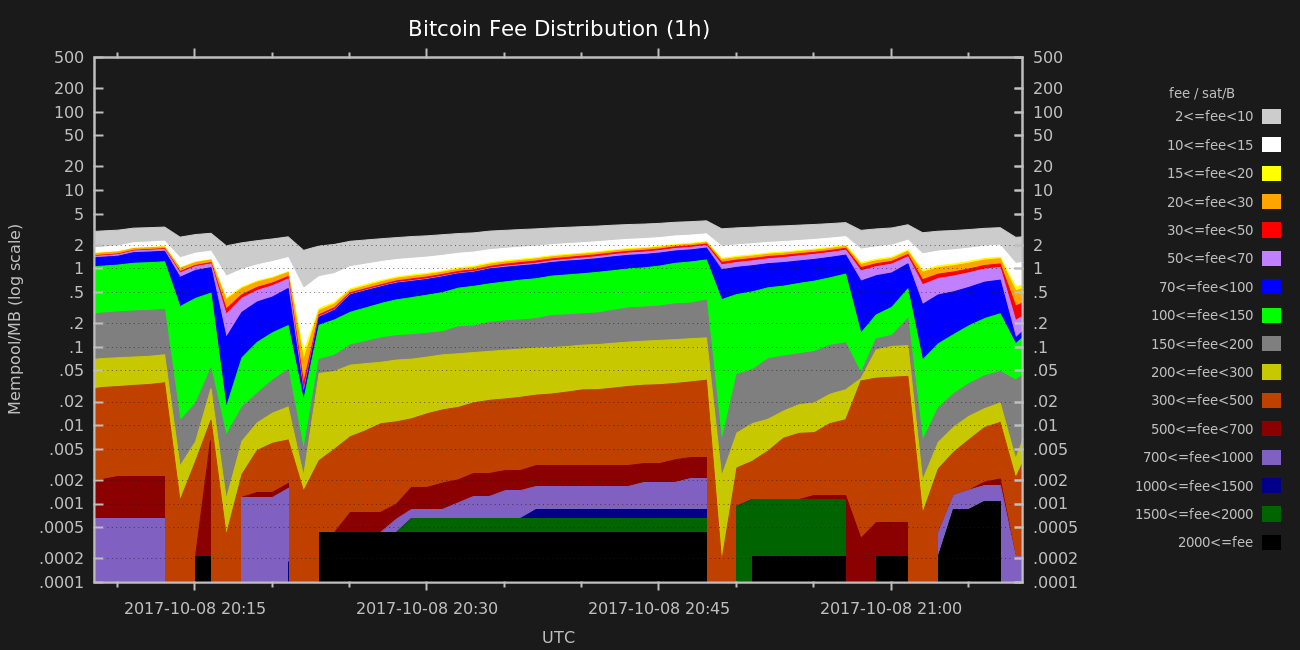 Bitcoin Fee Distribution (1h)
Mempool/MB (log scale)
500
200
100
50
20
10
5
2
1
.5
.2
.1
.05
.02
.01
.005
.002
.001
.0005
.0002
.0001
500
200
100
50
20
10
5
2
1
.5
.2
.1
.05
.02
.01
.005
.002
.001
.0005
.0002
.0001
2017-10-08 20:15
2017-10-08 20:30
2017-10-08 20:45
2017-10-08 21:00
UTC
fee / sat/B
2<=fee<10
10<=fee<15
15<=fee<20
20<=fee<30
30<=fee<50
50<=fee<70
70<=fee<100
100<=fee<150
150<=fee<200
200<=fee<300
300<=fee<500
500<=fee<700
700<=fee<1000
1000<=fee<1500
1500<=fee<2000
2000<=fee